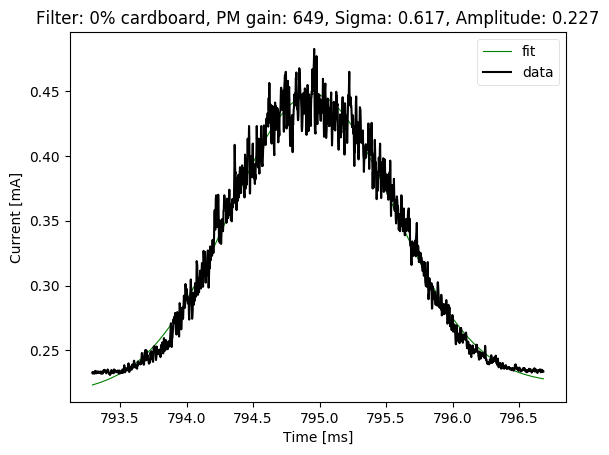 Filter: 0% cardboard, PM gain: 649, Sigma: 0.617, Amplitude: 0.227
fit
data
0.45
0.40
0.35
0.30
0.25
Current [mA]
793.5 794.0 794.5 795.0 795.5 796.0 796.5
Time [ms]